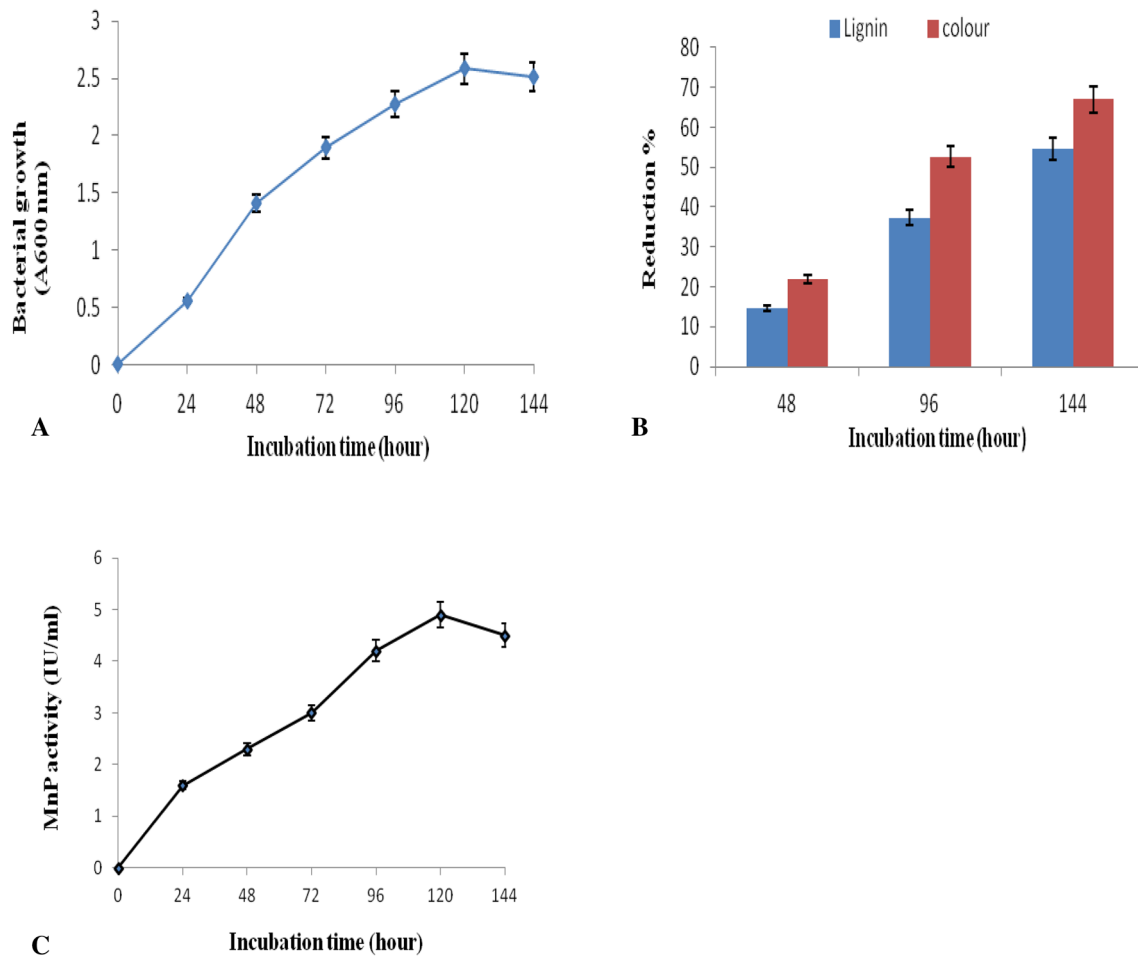 3
2.5
2
1.5
1
0.5
0
0 24 48 72 96 120 144
Bacterial growth
(A600 nm)
Incubation time (hour)
A
Lignin colour
80
70
60
50
40
30
20
10
0
48 96 144
Reduction %
Incubation time (hour)
B
6
5
4
3
2
1
0
0 24 48 72 96 120 144
MnP activity (IU/ml)
Incubation time (hour)
C